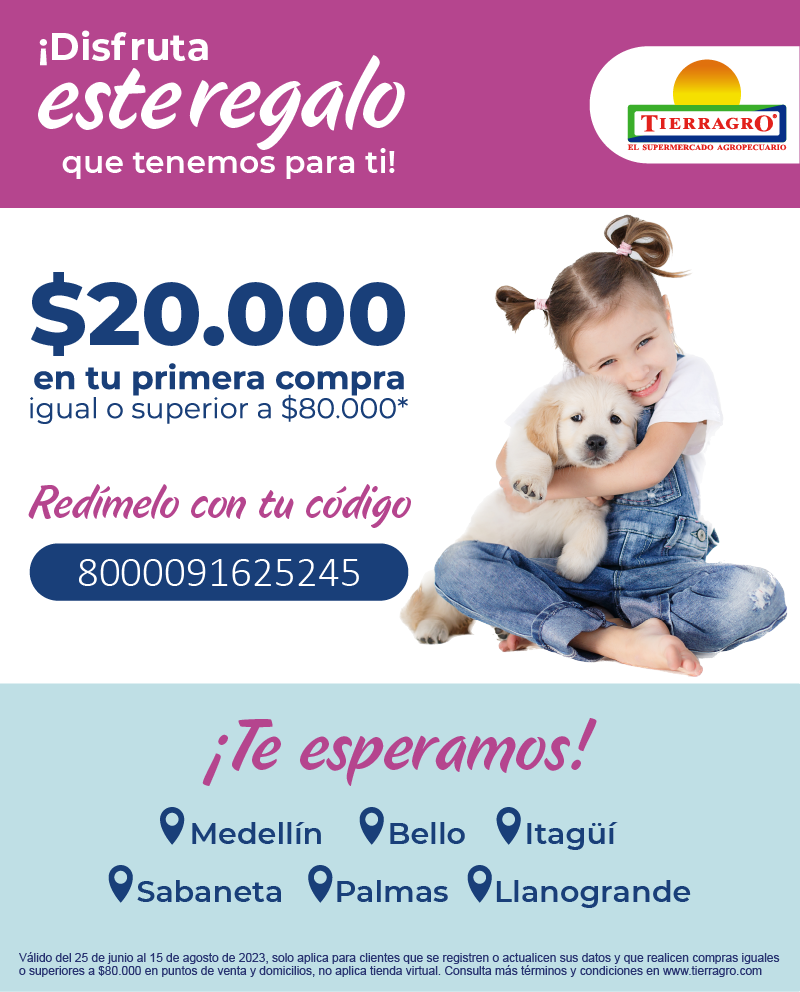 ¡Disfruta
este regalo
que tenemos para ti!
TIERRAGRO®
EL SUPERMERCADO AGROPECUARIO
$20.000
en tu primera compra
igual o superior a $80.000*
Redímelo con tu código
8000091625245
¡Te esperamos!
Medellín Bello Itagüí
Sabaneta Palmas Llanogrande
Válido del 25 de junio al 15 de agosto de 2023, solo aplica para clientes que se registren o actualicen sus datos y que realicen compras iguales
o superiores a $80.000 en puntos de venta y domicilios, no aplica tienda virtual. Consulta más términos y condiciones en www.tierragro.com